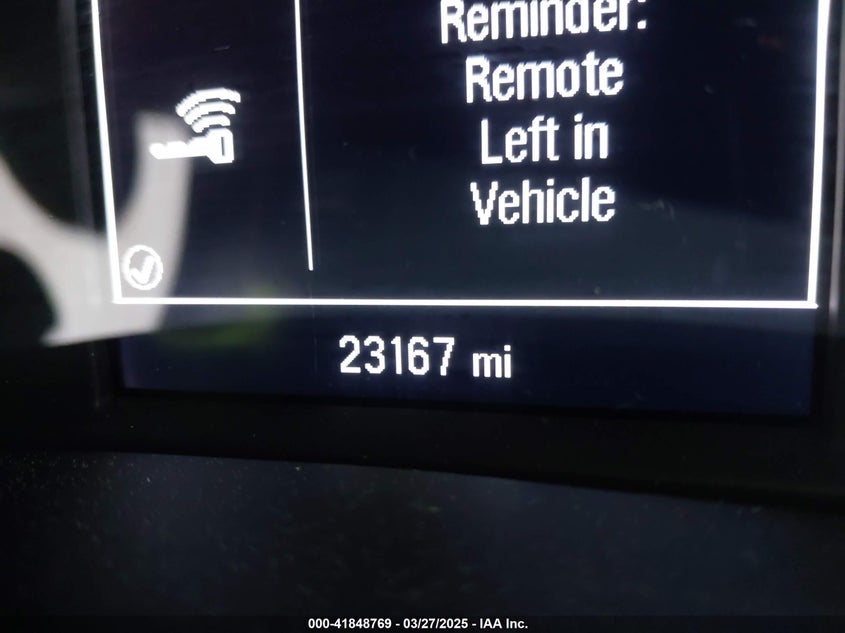 Reminder:
Remote
Left in
Vehicle
23167 mi
000-41848769 - 03/27/2025 - IAA Inc.